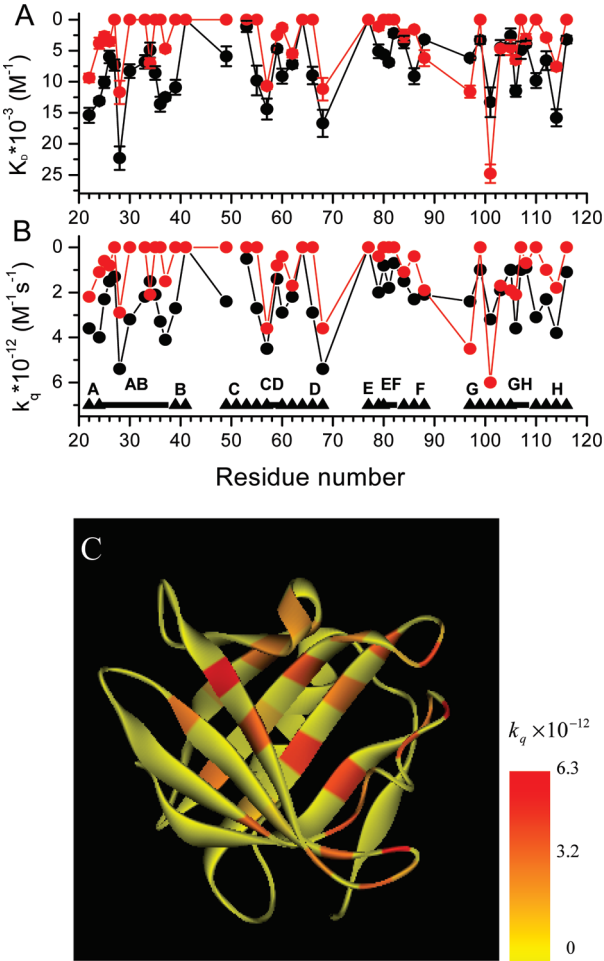 A
K_D*10^-3 (M^-1)
0
5
10
15
20
25
20 30 40 50 60 70 80 90 100 110 120
B
k_q*10^-12 (M^-1 s^-1)
0
2
4
6
A AB B C CD D E EF F G GH H
20 30 40 50 60 70 80 90 100 110 120
Residue number
C
k_q ×10^-12
6.3
3.2
0